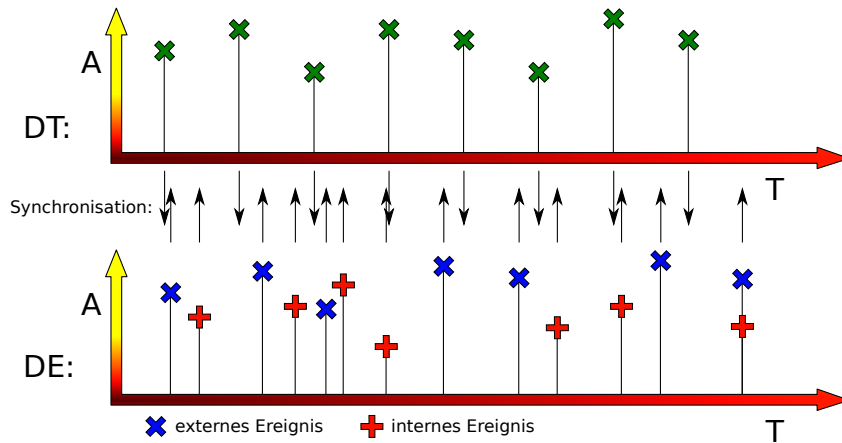 A
DT:
T
Synchronisation:
A
DE:
externes Ereignis
internes Ereignis
T